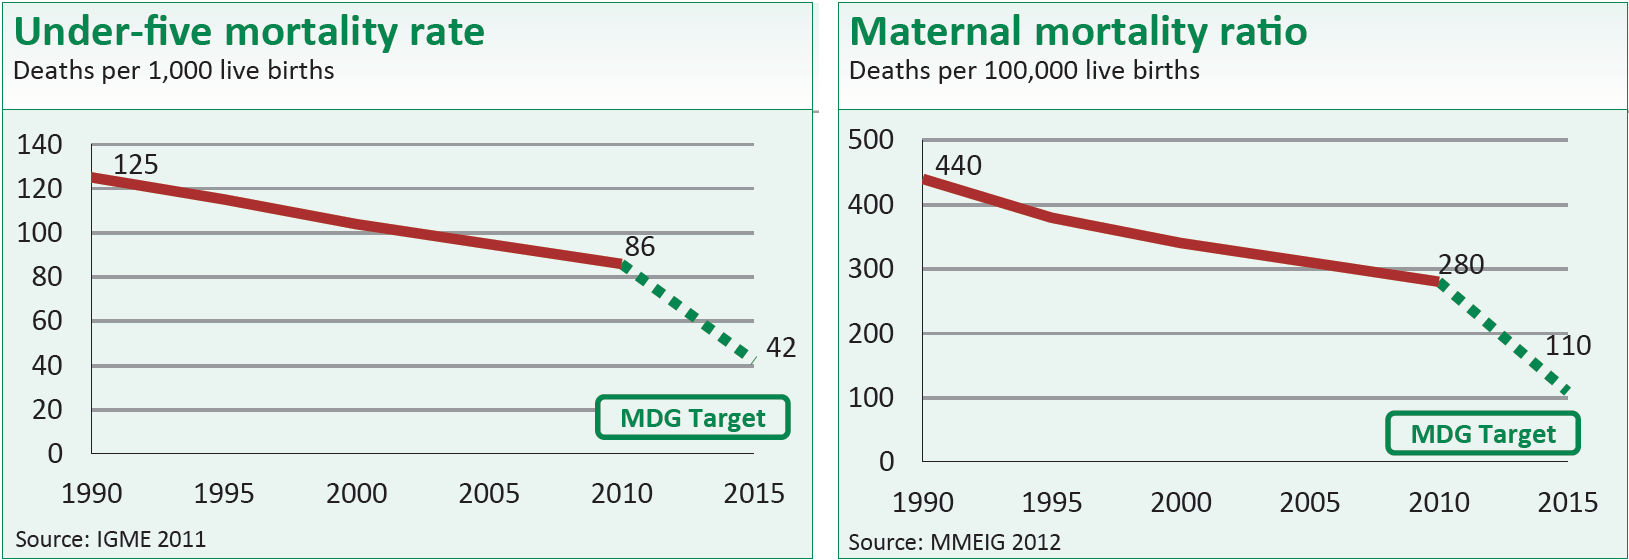 Under-five mortality rate
Deaths per 1,000 live births
140
120
100
80
60
40
20
0
125
86
42
MDG Target
1990 1995 2000 2005 2010 2015
Source: IGME 2011
Maternal mortality ratio
Deaths per 100,000 live births
500
400
300
200
100
0
440
280
110
MDG Target
1990 1995 2000 2005 2010 2015
Source: MMEIG 2012